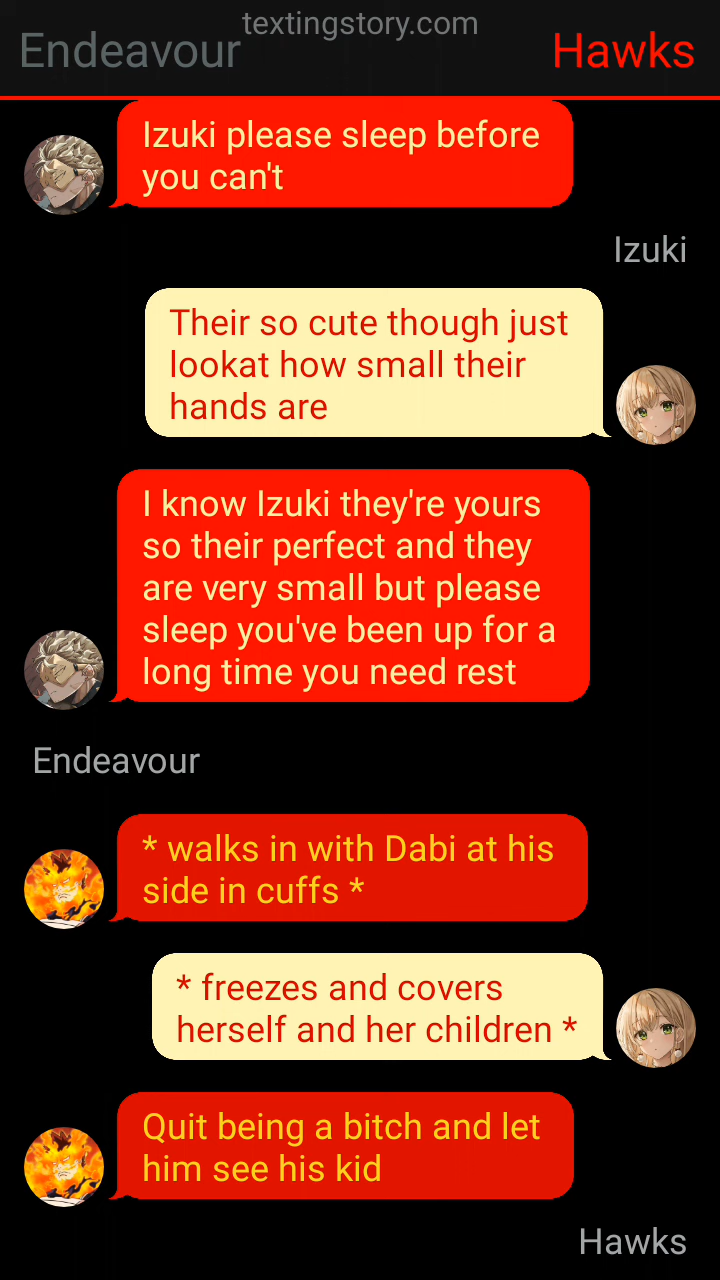 textingstory.com
Endeavour
Hawks
Izuki please sleep before
you can't
Izuki
Their so cute though just
lookat how small their
hands are
I know Izuki they're yours
so their perfect and they
are very small but please
sleep you've been up for a
long time you need rest
Endeavour
* walks in with Dabi at his
side in cuffs *
* freezes and covers
herself and her children *
Quit being a bitch and let
him see his kid
Hawks